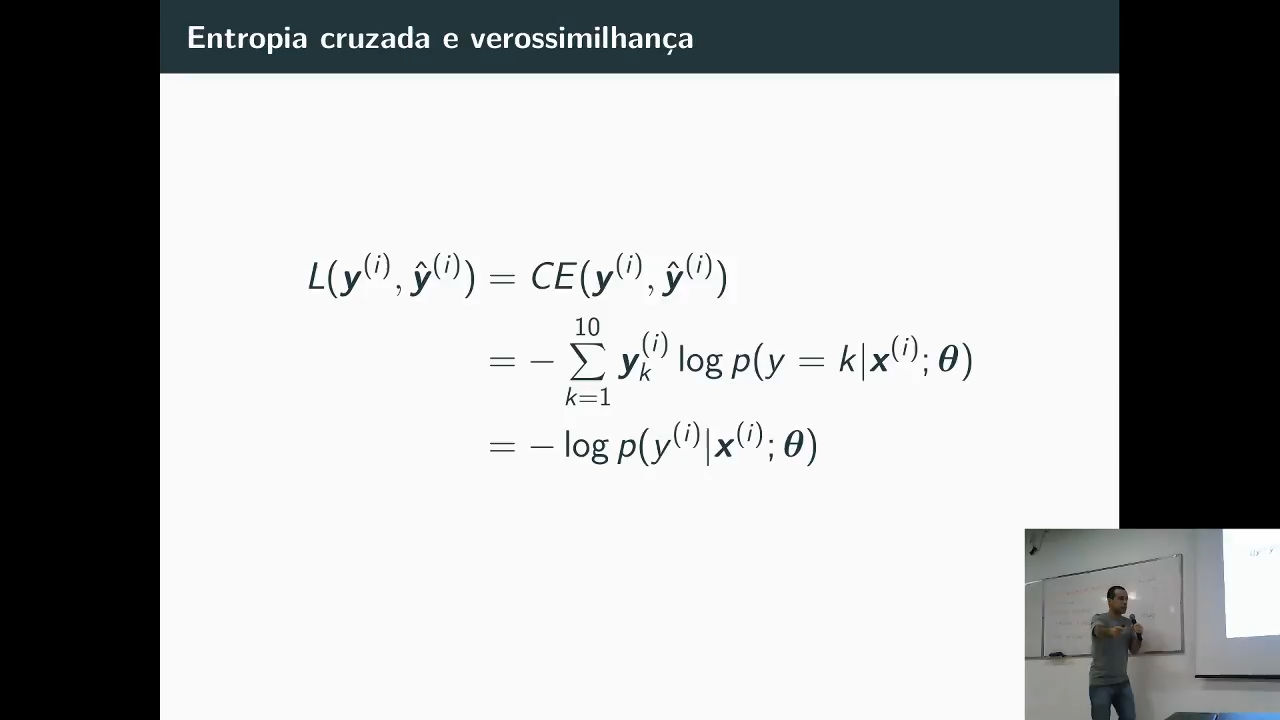 Entropia cruzada e verossimilhança
L(y^{(i)}, ŷ^{(i)}) = CE(y^{(i)}, ŷ^{(i)})
= − ∑_{k=1}^{10} y_k^{(i)} log p(y = k|x^{(i)}; θ)
= − log p(y^{(i)}|x^{(i)}; θ)